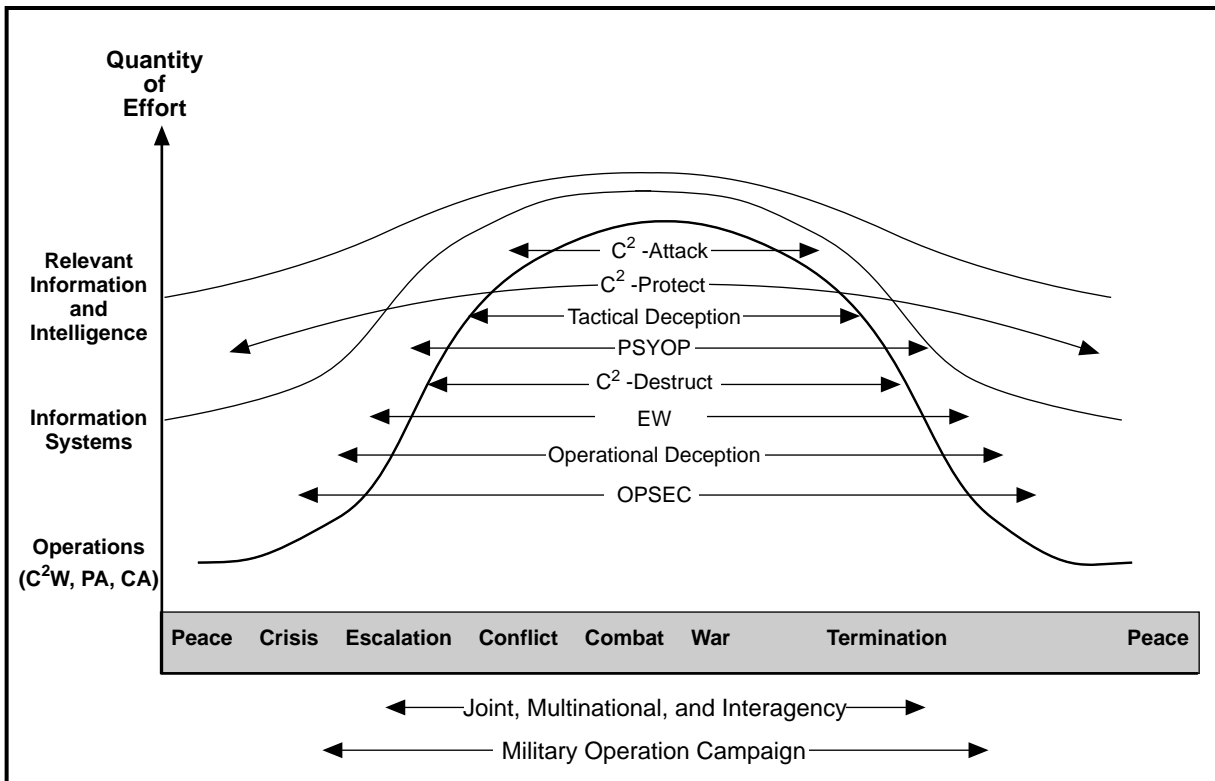 Quantity
of
Effort
Relevant
Information
and
Intelligence
Information
Systems
Operations
(C²W, PA, CA)
C² -Attack
C² -Protect
Tactical Deception
PSYOP
C² -Destruct
EW
Operational Deception
OPSEC
Peace Crisis Escalation Conflict Combat War Termination Peace
Joint, Multinational, and Interagency
Military Operation Campaign